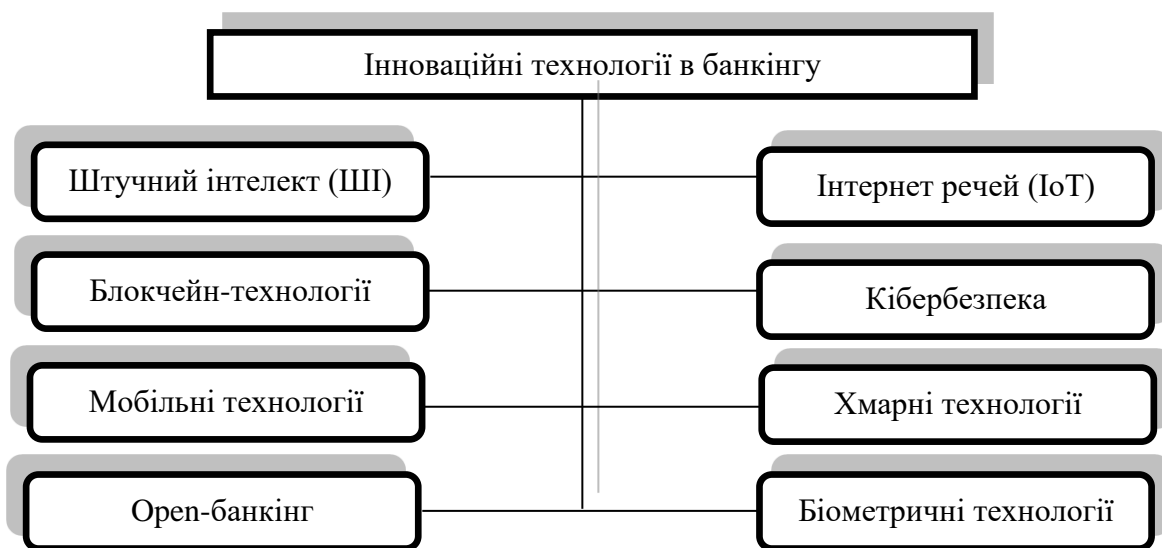 Інноваційні технології в банкінгу
Штучний інтелект (ШІ)
Інтернет речей (IoT)
Блокчейн-технології
Кібербезпека
Мобільні технології
Хмарні технології
Open-банкінг
Біометричні технології